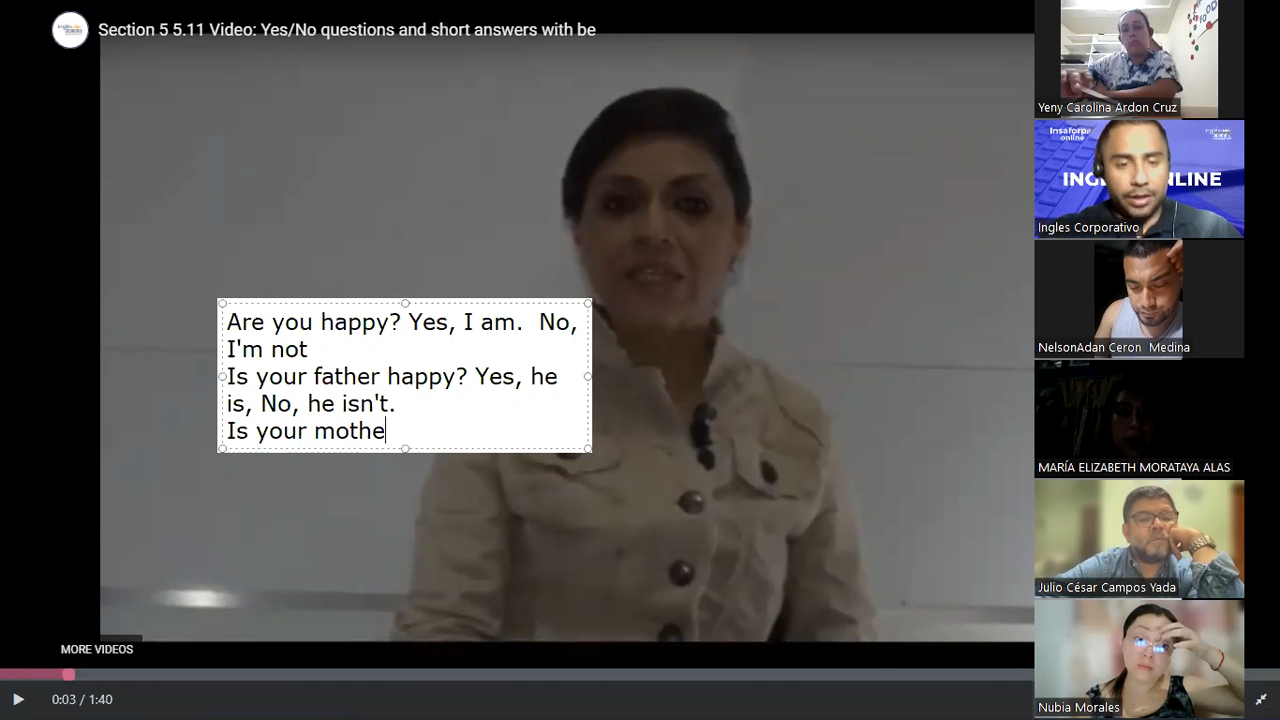 Section 5 5.11 Video: Yes/No questions and short answers with be
Are you happy? Yes, I am.  No,
I'm not
Is your father happy? Yes, he
is, No, he isn't.
Is your mothe
MORE VIDEOS
0:03 / 1:40
Yeny Carolina Ardon Cruz
Insaforp
online
Ingles Corporativo
NelsonAdan Ceron  Medina
MARÍA ELIZABETH MORATAYA ALAS
Julio César Campos Yada
Nubia Morales